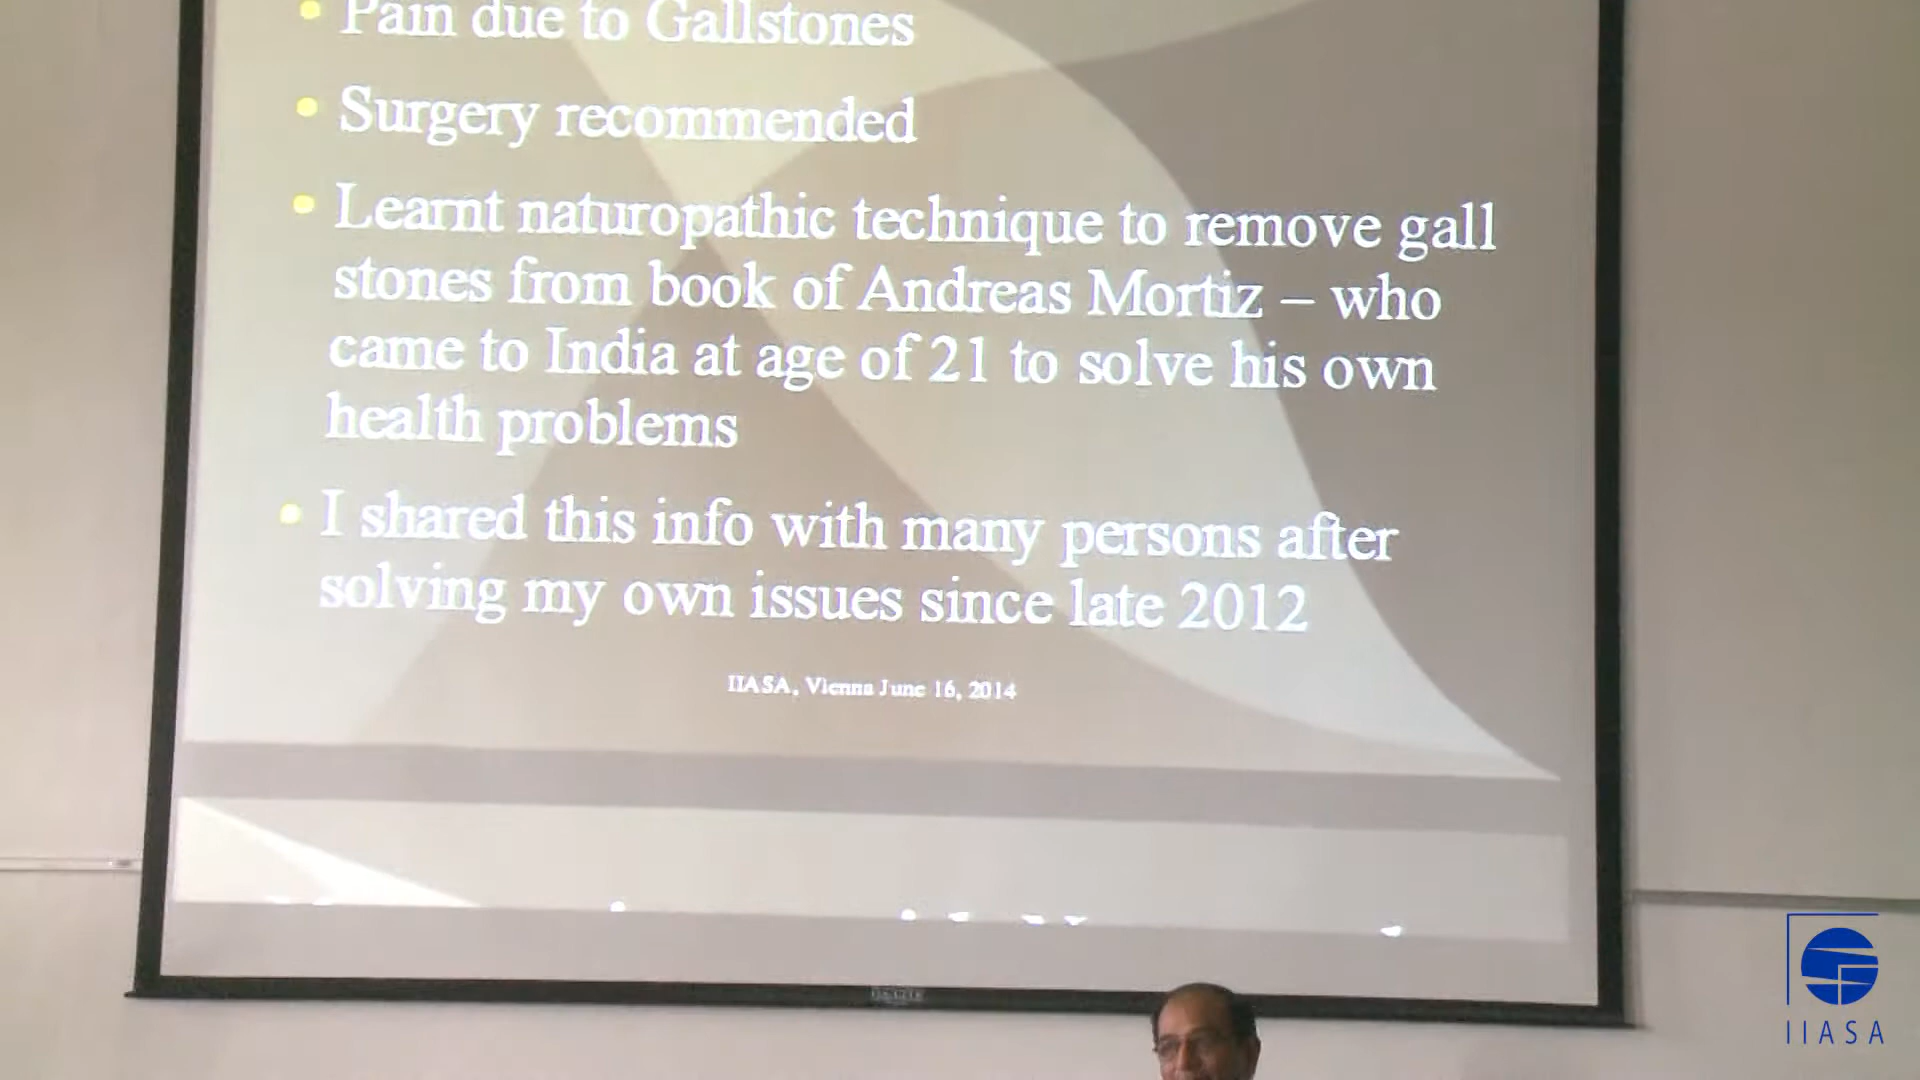 Pain due to Gallstones
Surgery recommended
Learnt naturopathic technique to remove gall
stones from book of Andreas Mortiz – who
came to India at age of 21 to solve his own
health problems
I shared this info with many persons after
solving my own issues since late 2012
IIASA, Vienna June 16, 2014
IIASA